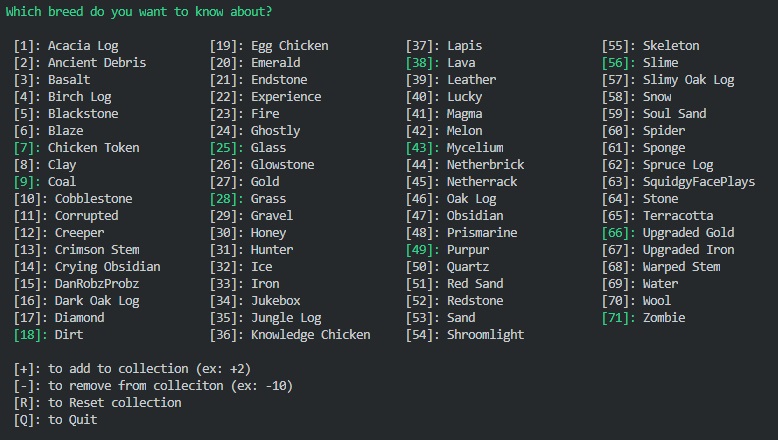 Which breed do you want to know about?
[1]: Acacia Log [19]: Egg Chicken [37]: Lapis [55]: Skeleton
[2]: Ancient Debris [20]: Emerald [38]: Lava [56]: Slime
[3]: Basalt [21]: Endstone [39]: Leather [57]: Slimy Oak Log
[4]: Birch Log [22]: Experience [40]: Lucky [58]: Snow
[5]: Blackstone [23]: Fire [41]: Magma [59]: Soul Sand
[6]: Blaze [24]: Ghostly [42]: Melon [60]: Spider
[7]: Chicken Token [25]: Glass [43]: Mycelium [61]: Sponge
[8]: Clay [26]: Glowstone [44]: Netherbrick [62]: Spruce Log
[9]: Coal [27]: Gold [45]: Netherrack [63]: SquidgyFacePlays
[10]: Cobblestone [28]: Grass [46]: Oak Log [64]: Stone
[11]: Corrupted [29]: Gravel [47]: Obsidian [65]: Terracotta
[12]: Creeper [30]: Honey [48]: Prismarine [66]: Upgraded Gold
[13]: Crimson Stem [31]: Hunter [49]: Purpur [67]: Upgraded Iron
[14]: Crying Obsidian [32]: Ice [50]: Quartz [68]: Warped Stem
[15]: DanRobzProbz [33]: Iron [51]: Red Sand [69]: Water
[16]: Dark Oak Log [34]: Jukebox [52]: Redstone [70]: Wool
[17]: Diamond [35]: Jungle Log [53]: Sand [71]: Zombie
[18]: Dirt [36]: Knowledge Chicken [54]: Shroomlight
[+]: to add to collection (ex: +2)
[-]: to remove from colleciton (ex: -10)
[R]: to Reset collection
[Q]: to Quit